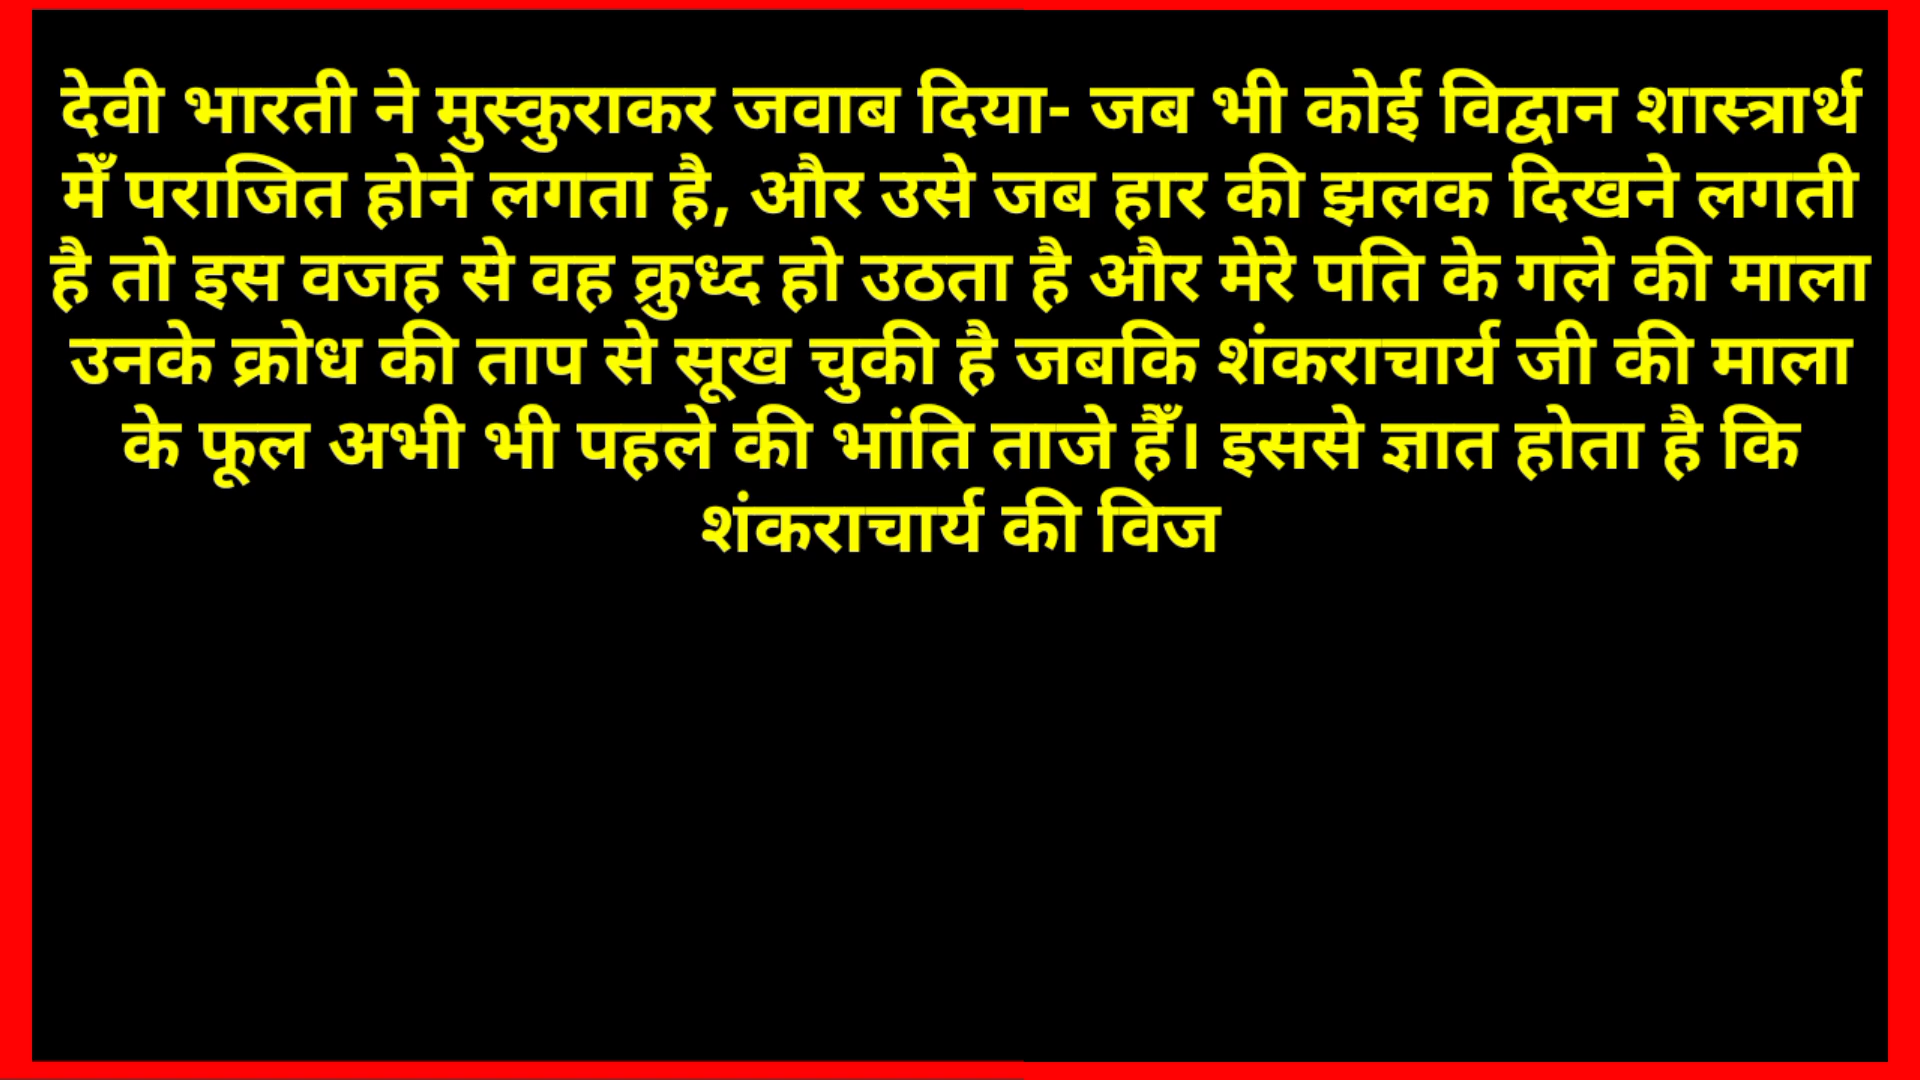 देवी भारती ने मुस्कुराकर जवाब दिया- जब भी कोई विद्वान शास्त्रार्थ
मेँ पराजित होने लगता है, और उसे जब हार की झलक दिखने लगती
है तो इस वजह से वह क्रुध्द हो उठता है और मेरे पति के गले की माला
उनके क्रोध की ताप से सूख चुकी है जबकि शंकराचार्य जी की माला
के फूल अभी भी पहले की भांति ताजे हैँ। इससे ज्ञात होता है कि
शंकराचार्य की विज